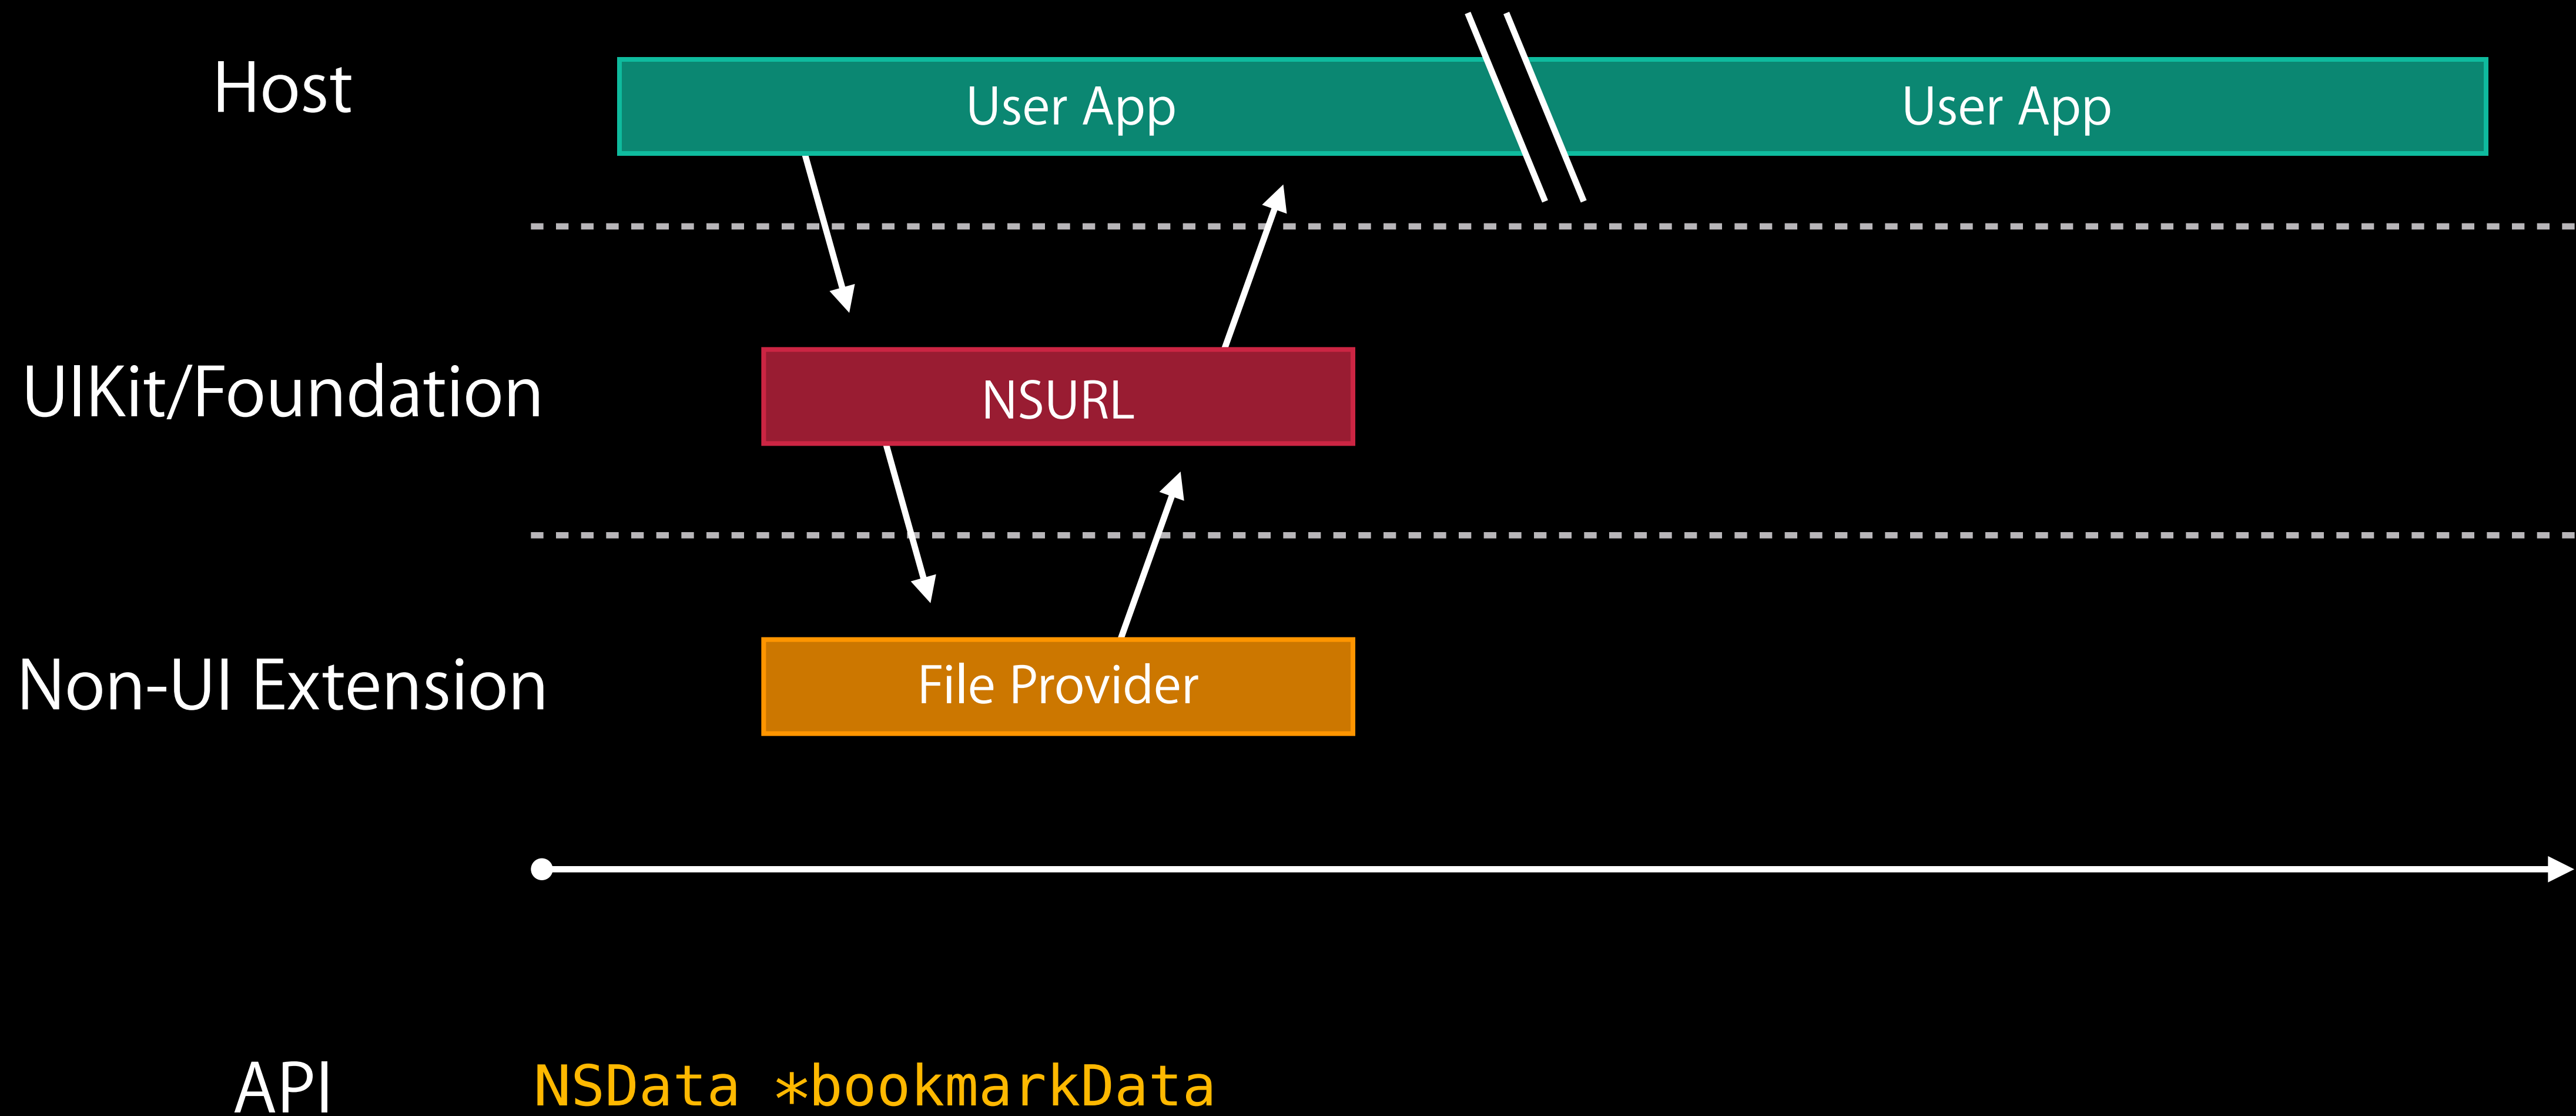 Host
User App
User App
UIKit/Foundation
NSURL
Non-UI Extension
File Provider
API
NSData *bookmarkData